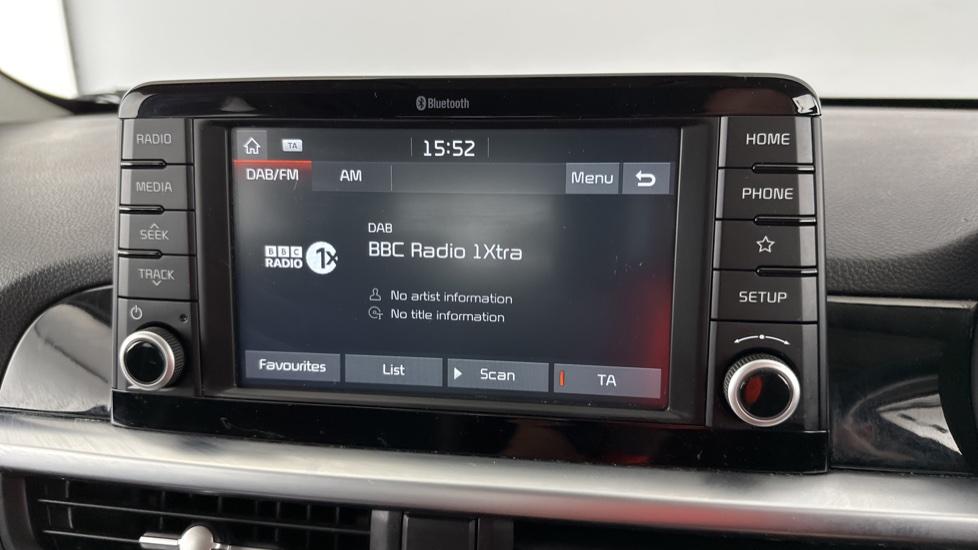 Bluetooth
RADIO
MEDIA
SEEK
TRACK
TA
15:52
DAB/FM
AM
Menu
BBC
RADIO
1X
DAB
BBC Radio 1Xtra
No artist information
No title information
Favourites
List
Scan
TA
HOME
PHONE
SETUP